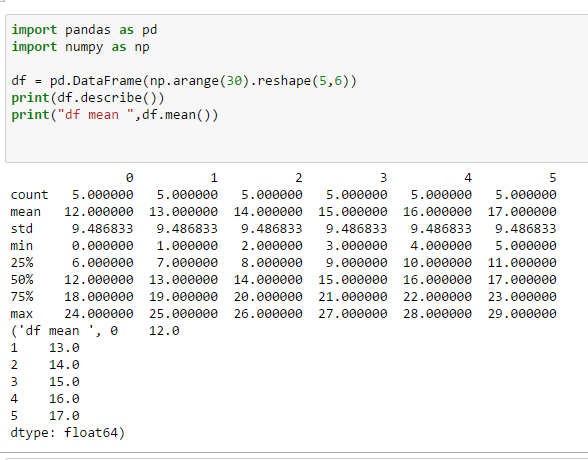 import pandas as pd
import numpy as np
df = pd.DataFrame(np.arange(30).reshape(5,6))
print(df.describe())
print("df mean ",df.mean())
0 1 2 3 4 5
count 5.000000 5.000000 5.000000 5.000000 5.000000 5.000000
mean 12.000000 13.000000 14.000000 15.000000 16.000000 17.000000
std 9.486833 9.486833 9.486833 9.486833 9.486833 9.486833
min 0.000000 1.000000 2.000000 3.000000 4.000000 5.000000
25% 6.000000 7.000000 8.000000 9.000000 10.000000 11.000000
50% 12.000000 13.000000 14.000000 15.000000 16.000000 17.000000
75% 18.000000 19.000000 20.000000 21.000000 22.000000 23.000000
max 24.000000 25.000000 26.000000 27.000000 28.000000 29.000000
('df mean ', 0 12.0
1 13.0
2 14.0
3 15.0
4 16.0
5 17.0
dtype: float64)